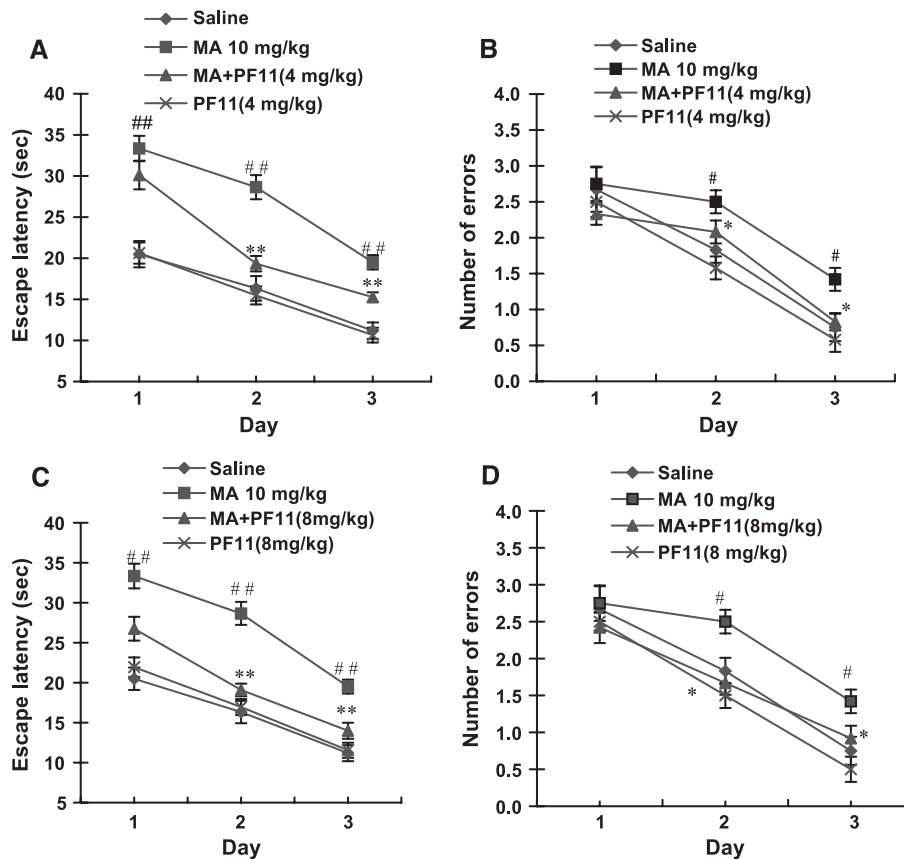 A
Saline
MA 10 mg/kg
MA+PF11(4 mg/kg)
PF11(4 mg/kg)
Escape latency (sec)
40
35
30
25
20
15
10
5
##
# #
# #
**
**
1 2 3
Day
B
Saline
MA 10 mg/kg
MA+PF11(4 mg/kg)
PF11(4 mg/kg)
Number of errors
4.0
3.5
3.0
2.5
2.0
1.5
1.0
0.5
0.0
#
*
#
*
1 2 3
Day
C
Saline
MA 10 mg/kg
MA+PF11(8mg/kg)
PF11(8mg/kg)
Escape latency (sec)
40
35
30
25
20
15
10
5
# #
# #
# #
**
**
1 2 3
Day
D
Saline
MA 10 mg/kg
MA+PF11(8mg/kg)
PF11(8 mg/kg)
Number of errors
4.0
3.5
3.0
2.5
2.0
1.5
1.0
0.5
0.0
#
*
#
*
1 2 3
Day